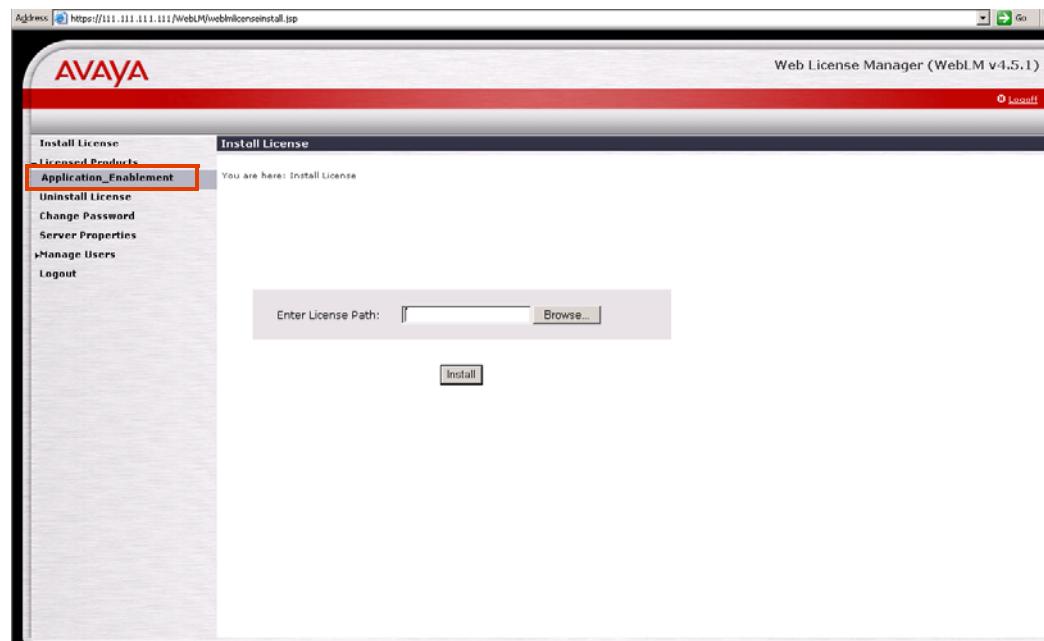 Address https://111.111.111.111/WebLM/weblmlicenseinstall.jsp Go
AVAYA
Web License Manager (WebLM v4.5.1)
Logoff
Install License
Licensed Products
Application_Enablement
Uninstall License
Change Password
Server Properties
Manage Users
Logout
Install License
You are here: Install License
Enter License Path: Browse...
Install